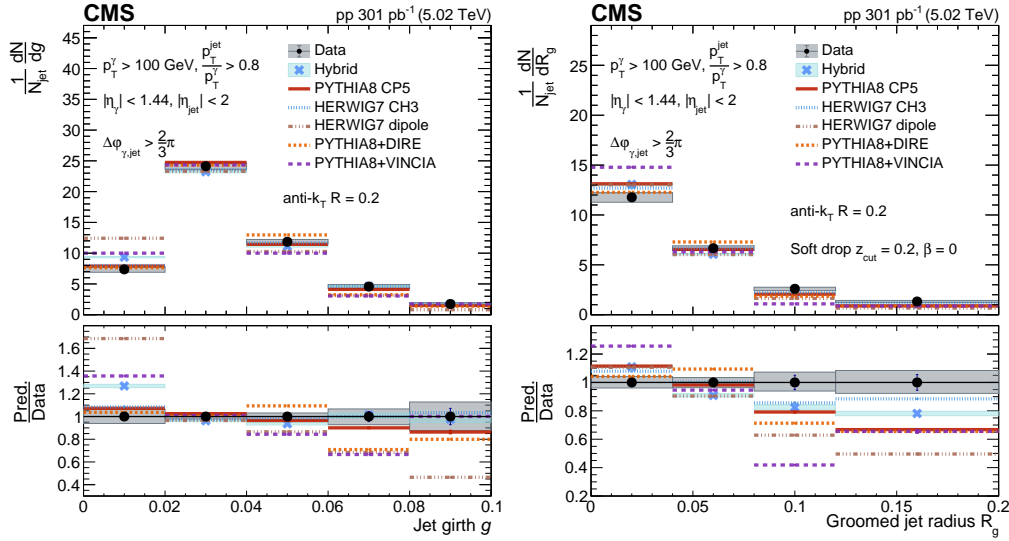 CMS
pp 301 pb⁻¹ (5.02 TeV)
1/N_jet dN/dg
45
40
35
30
25
20
15
10
5
0
p_T^γ > 100 GeV, p_T^jet/p_T^γ > 0.8
|η_γ| < 1.44, |η_jet| < 2
Δφ_γ,jet > 2/3 π
Data
Hybrid
PYTHIA8 CP5
HERWIG7 CH3
HERWIG7 dipole
PYTHIA8+DIRE
PYTHIA8+VINCIA
anti-k_T R = 0.2
Pred./Data
1.6
1.4
1.2
1.0
0.8
0.6
0.4
0 0.02 0.04 0.06 0.08 0.1
Jet girth g
CMS
pp 301 pb⁻¹ (5.02 TeV)
1/N_jet dN/dR_g
25
20
15
10
5
0
p_T^γ > 100 GeV, p_T^jet/p_T^γ > 0.8
|η_γ| < 1.44, |η_jet| < 2
Δφ_γ,jet > 2/3 π
Data
Hybrid
PYTHIA8 CP5
HERWIG7 CH3
HERWIG7 dipole
PYTHIA8+DIRE
PYTHIA8+VINCIA
anti-k_T R = 0.2
Soft drop z_cut = 0.2, β = 0
Pred./Data
1.2
1
0.8
0.6
0.4
0.2
0 0.05 0.1 0.15 0.2
Groomed jet radius R_g